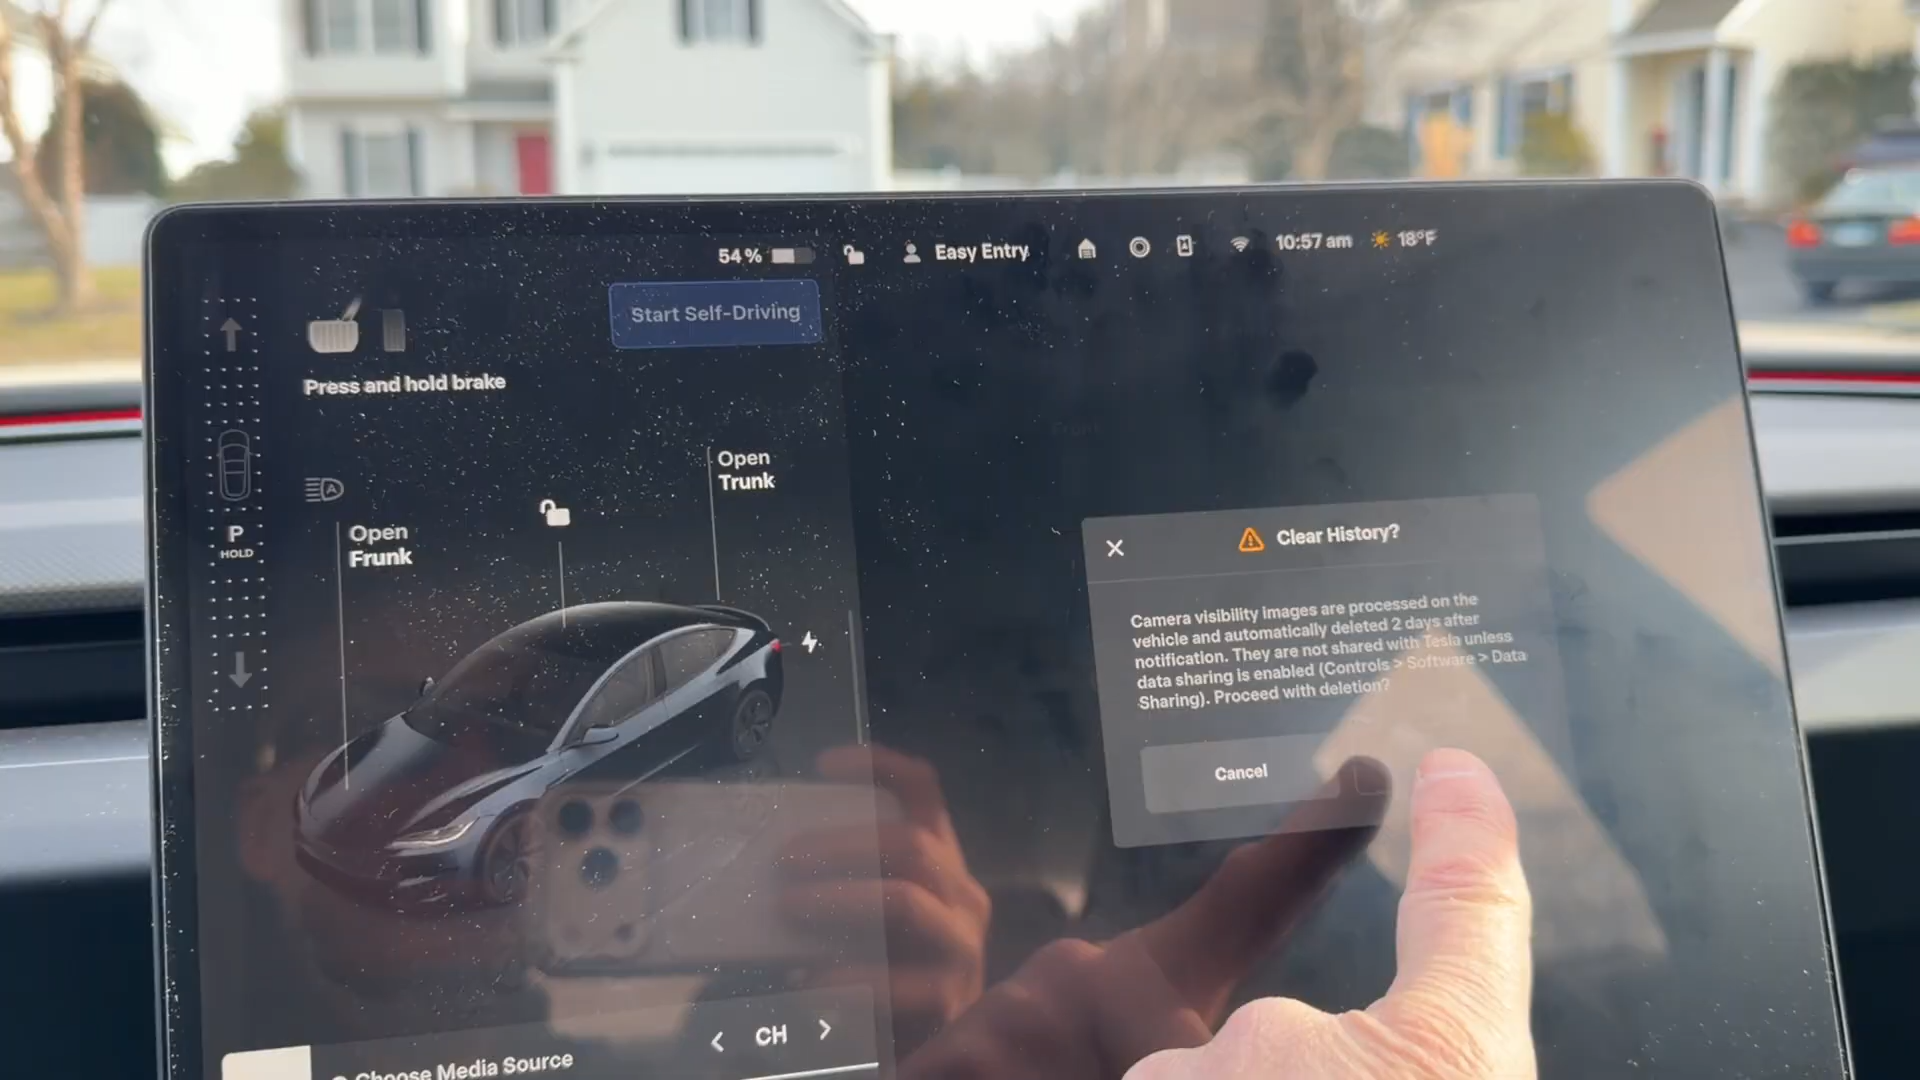 54%
Easy Entry
10:57 am
18°F
Start Self-Driving
Press and hold brake
Open
Trunk
Open
Frunk
P
HOLD
Clear History?
Camera visibility images are processed on the
vehicle and automatically deleted 2 days after
notification. They are not shared with Tesla unless
data sharing is enabled (Controls > Software > Data
Sharing). Proceed with deletion?
Cancel
CH
Choose Media Source